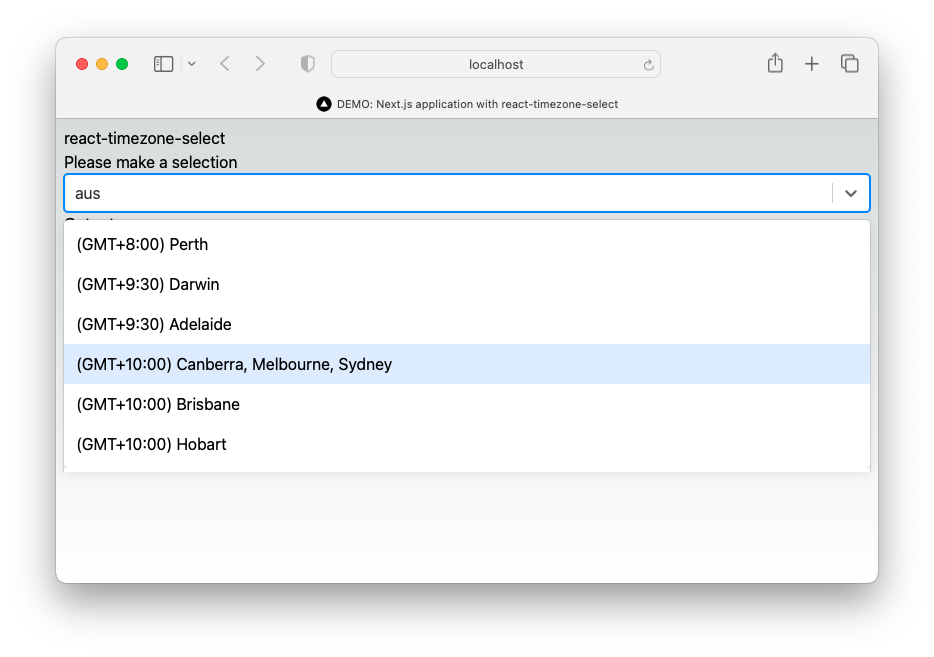 localhost
DEMO: Next.js application with react-timezone-select
react-timezone-select
Please make a selection
aus
(GMT+8:00) Perth
(GMT+9:30) Darwin
(GMT+9:30) Adelaide
(GMT+10:00) Canberra, Melbourne, Sydney
(GMT+10:00) Brisbane
(GMT+10:00) Hobart